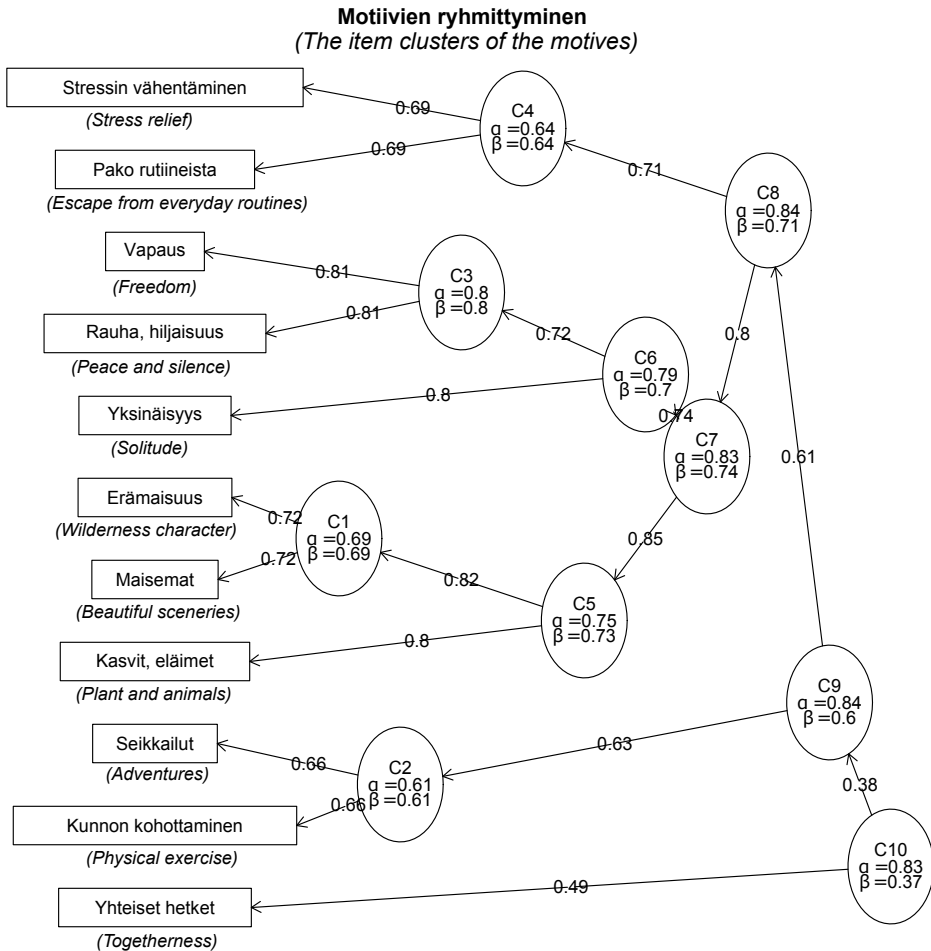 Motiivien ryhmittyminen
(The item clusters of the motives)
Stressin vähentäminen
(Stress relief)
Pako rutiineista
(Escape from everyday routines)
Vapaus
(Freedom)
Rauha, hiljaisuus
(Peace and silence)
Yksinäisyys
(Solitude)
Erämaisuus
(Wilderness character)
Maisemat
(Beautiful sceneries)
Kasvit, eläimet
(Plant and animals)
Seikkailut
(Adventures)
Kunnon kohottaminen
(Physical exercise)
Yhteiset hetket
(Togetherness)
0.69
0.69
C4
α =0.64
β =0.64
0.71
C8
α =0.84
β =0.71
0.81
0.81
C3
α =0.8
β =0.8
0.72
0.8
C6
α =0.79
β =0.7
0.74
0.8
C7
α =0.83
β =0.74
0.72
0.72
C1
α =0.69
β =0.69
0.82
0.8
C5
α =0.75
β =0.73
0.85
0.61
C9
α =0.84
β =0.6
0.63
0.66
0.66
C2
α =0.61
β =0.61
0.38
C10
α =0.83
β =0.37
0.49